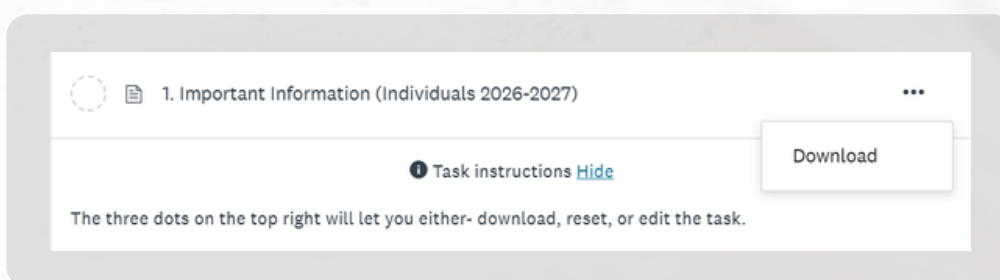 1. Important Information (Individuals 2026-2027)
Download
Task instructions Hide
The three dots on the top right will let you either- download, reset, or edit the task.